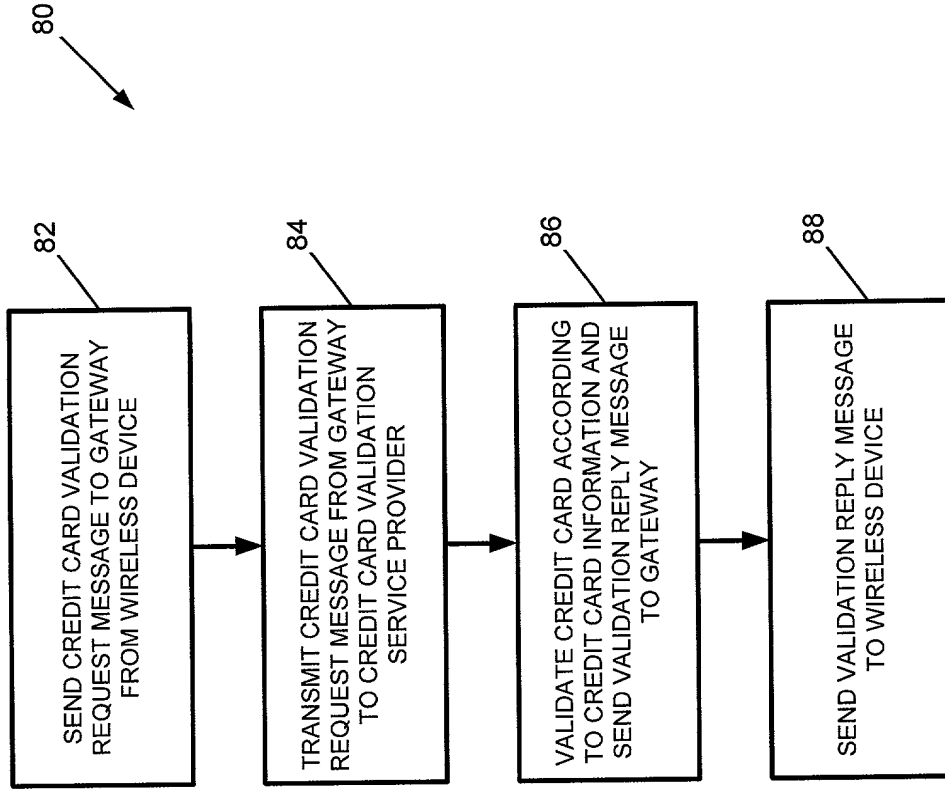 80
82
SEND CREDIT CARD VALIDATION
REQUEST MESSAGE TO GATEWAY
FROM WIRELESS DEVICE
84
TRANSMIT CREDIT CARD VALIDATION
REQUEST MESSAGE FROM GATEWAY
TO CREDIT CARD VALIDATION
SERVICE PROVIDER
86
VALIDATE CREDIT CARD ACCORDING
TO CREDIT CARD INFORMATION AND
SEND VALIDATION REPLY MESSAGE
TO GATEWAY
88
SEND VALIDATION REPLY MESSAGE
TO WIRELESS DEVICE